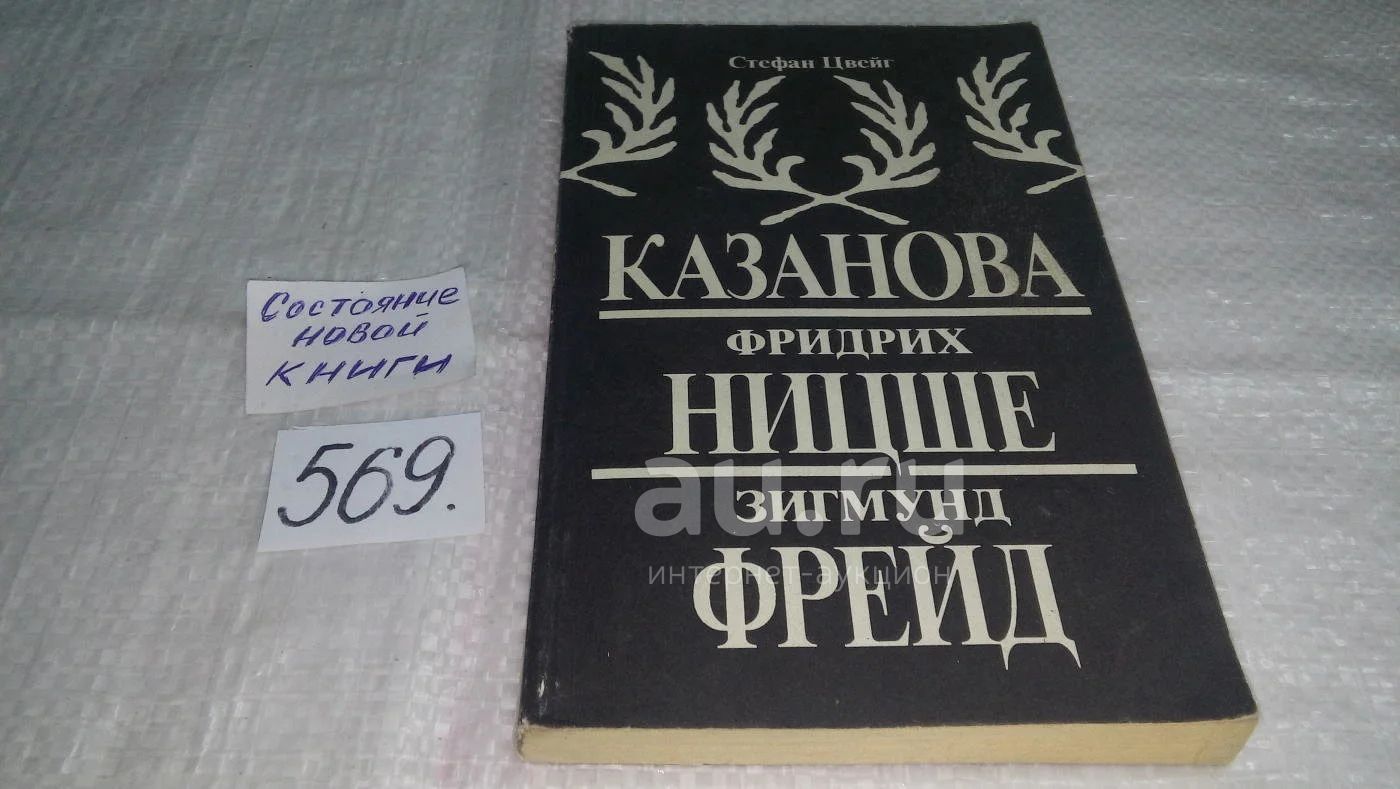 Стефан Цвейг
КАЗАНОВА
ФРИДРИХ
НИЦШЕ
ЗИГМУНД
ФРЕЙД
Состояние
новой
книги
569.
au.ru
интернет-аукцион